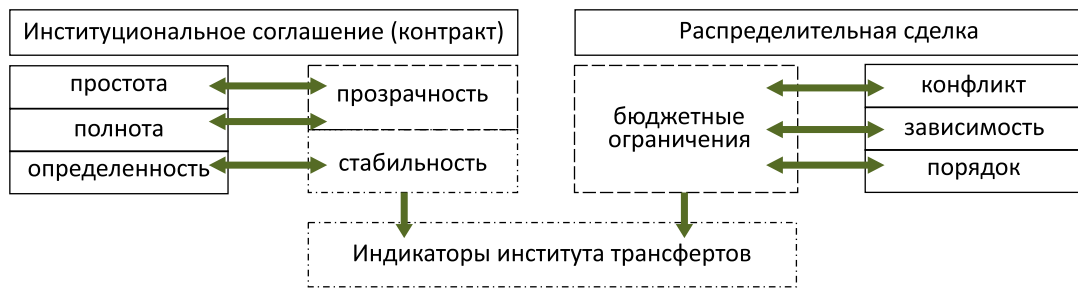 Институциональное соглашение (контракт)
Распределительная сделка
простота
полнота
определенность
прозрачность
стабильность
бюджетные
ограничения
конфликт
зависимость
порядок
Индикаторы института трансфертов